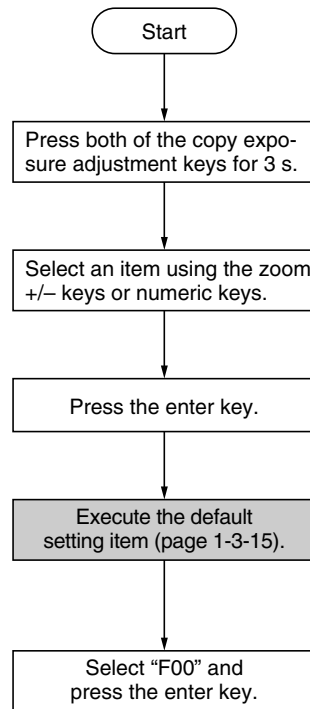 Start
Press both of the copy expo-
sure adjustment keys for 3 s.
Select an item using the zoom
+/– keys or numeric keys.
Press the enter key.
Execute the default
setting item (page 1-3-15).
Select “F00” and
press the enter key.